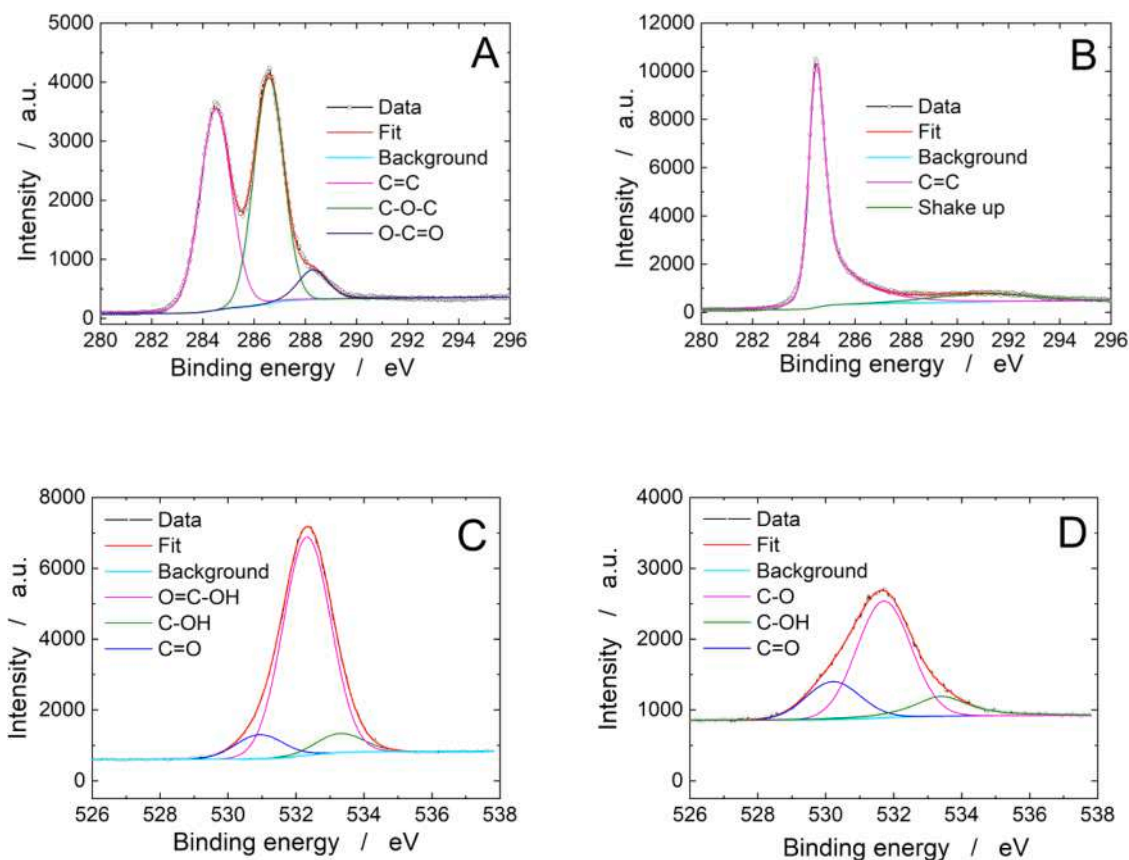 A
5000
4000
3000
2000
1000
0
Intensity / a.u.
Data
Fit
Background
C=C
C-O-C
O-C=O
280 282 284 286 288 290 292 294 296
Binding energy / eV
B
12000
10000
8000
6000
4000
2000
0
Intensity / a.u.
Data
Fit
Background
C=C
Shake up
280 282 284 286 288 290 292 294 296
Binding energy / eV
C
8000
6000
4000
2000
0
Intensity / a.u.
Data
Fit
Background
O=C-OH
C-OH
C=O
526 528 530 532 534 536 538
Binding energy / eV
D
4000
3000
2000
1000
0
Intensity / a.u.
Data
Fit
Background
C-O
C-OH
C=O
526 528 530 532 534 536 538
Binding energy / eV